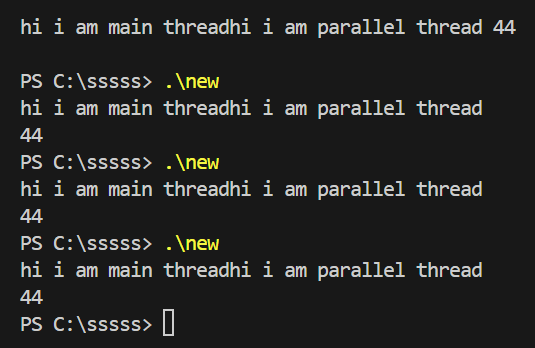 hi i am main threadhi i am parallel thread 44
PS C:\sssss> .\new
hi i am main threadhi i am parallel thread
44
PS C:\sssss> .\new
hi i am main threadhi i am parallel thread
44
PS C:\sssss> .\new
hi i am main threadhi i am parallel thread
44
PS C:\sssss>